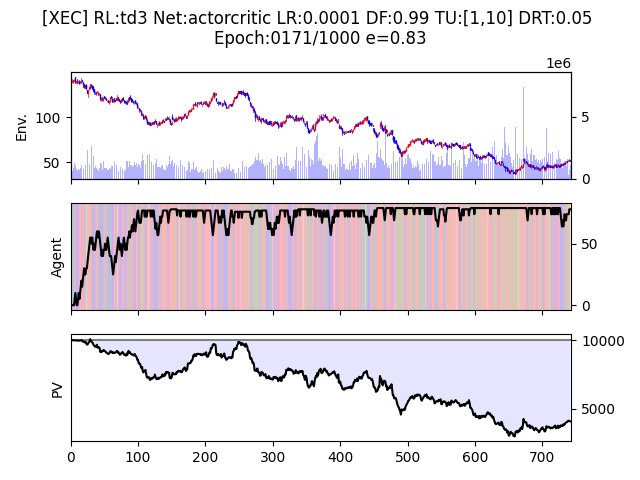 [XEC] RL:td3 Net:actorcritic LR:0.0001 DF:0.99 TU:[1,10] DRT:0.05
Epoch:0171/1000 e=0.83
1e6
Env.
100
50
5
0
Agent
50
0
PV
10000
5000
0 100 200 300 400 500 600 700